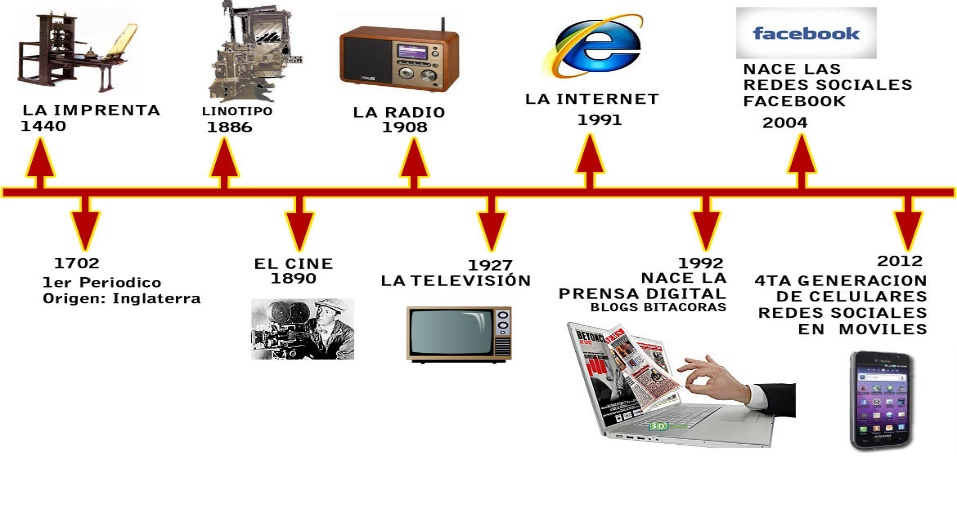 LA IMPRENTA
1440
LINOTIPO
1886
ASUS
LA RADIO
1908
LA INTERNET
1991
facebook
NACE LAS
REDES SOCIALES
FACEBOOK
2004
1702
1er Periodico
Origen: Inglaterra
EL CINE
1890
1927
LA TELEVISIÓN
1992
NACE LA
PRENSA DIGITAL
BLOGS BITACORAS
2012
4TA GENERACION
DE CELULARES
REDES SOCIALES
EN MOVILES
SAMSUNG